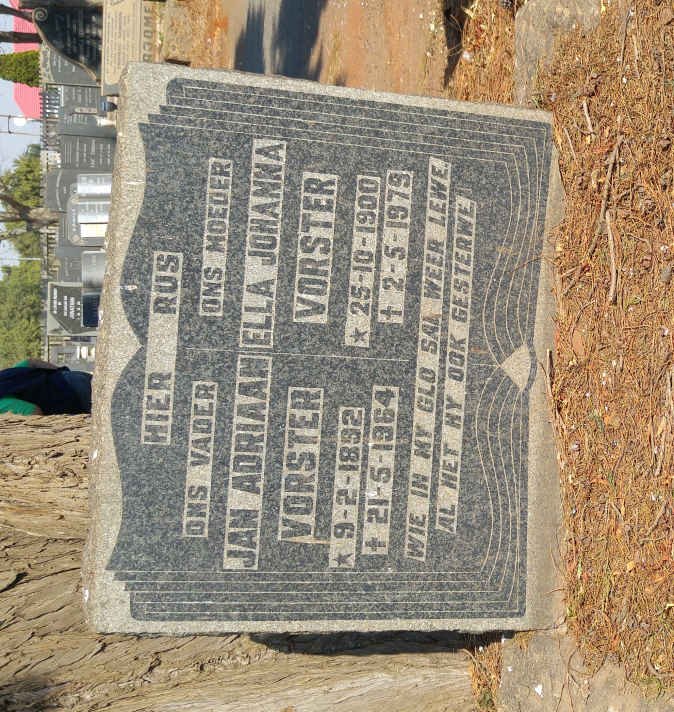 HIER RUS
ONS VADER
JAN ADRIAAN
VORSTER
* 9-2-1892
† 21-5-1964
ONS MOEDER
ELLA JOHANNA
VORSTER
* 25-10-1900
† 2-5-1979
WIE IN MY GLO SAL WEER LEWE
AL HET HY OOK GESTERWE